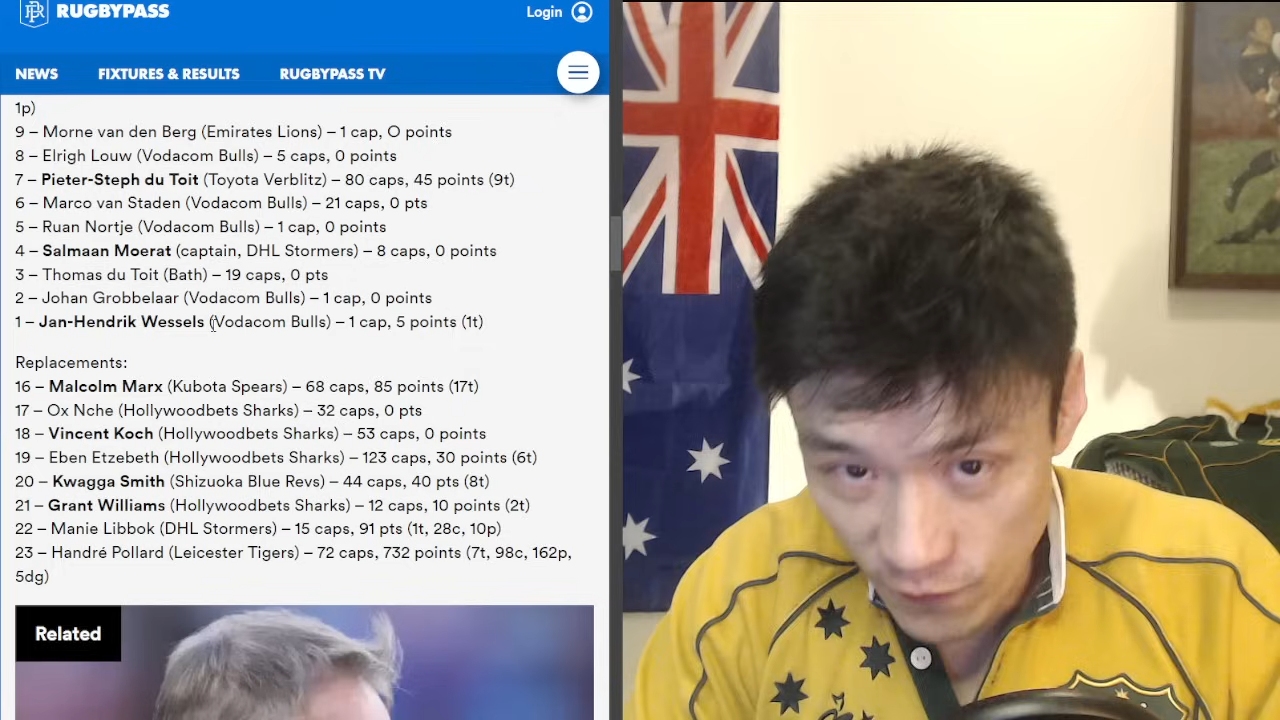 RUGBYPASS
Login
NEWS
FIXTURES & RESULTS
RUGBYPASS TV
1p)
9 – Morne van den Berg (Emirates Lions) – 1 cap, O points
8 – Elrigh Louw (Vodacom Bulls) – 5 caps, 0 points
7 – Pieter-Steph du Toit (Toyota Verblitz) – 80 caps, 45 points (9t)
6 – Marco van Staden (Vodacom Bulls) – 21 caps, 0 pts
5 – Ruan Nortje (Vodacom Bulls) – 1 cap, 0 points
4 – Salmaan Moerat (captain, DHL Stormers) – 8 caps, 0 points
3 – Thomas du Toit (Bath) – 19 caps, 0 pts
2 – Johan Grobbelaar (Vodacom Bulls) – 1 cap, 0 points
1 – Jan-Hendrik Wessels (Vodacom Bulls) – 1 cap, 5 points (1t)
Replacements:
16 – Malcolm Marx (Kubota Spears) – 68 caps, 85 points (17t)
17 – Ox Nche (Hollywoodbets Sharks) – 32 caps, 0 pts
18 – Vincent Koch (Hollywoodbets Sharks) – 53 caps, 0 points
19 – Eben Etzebeth (Hollywoodbets Sharks) – 123 caps, 30 points (6t)
20 – Kwagga Smith (Shizuoka Blue Revs) – 44 caps, 40 pts (8t)
21 – Grant Williams (Hollywoodbets Sharks) – 12 caps, 10 points (2t)
22 – Manie Libbok (DHL Stormers) – 15 caps, 91 pts (1t, 28c, 10p)
23 – Handré Pollard (Leicester Tigers) – 72 caps, 732 points (7t, 98c, 162p,
5dg)
Related